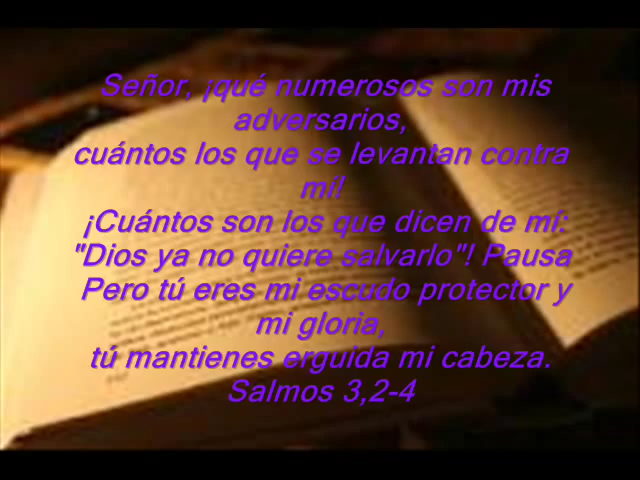 Señor, ¡qué numerosos son mis
adversarios,
cuántos los que se levantan contra
mí!
¡Cuántos son los que dicen de mí:
"Dios ya no quiere salvarlo"! Pausa
Pero tú eres mi escudo protector y
mi gloria,
tú mantienes erguida mi cabeza.
Salmos 3,2-4